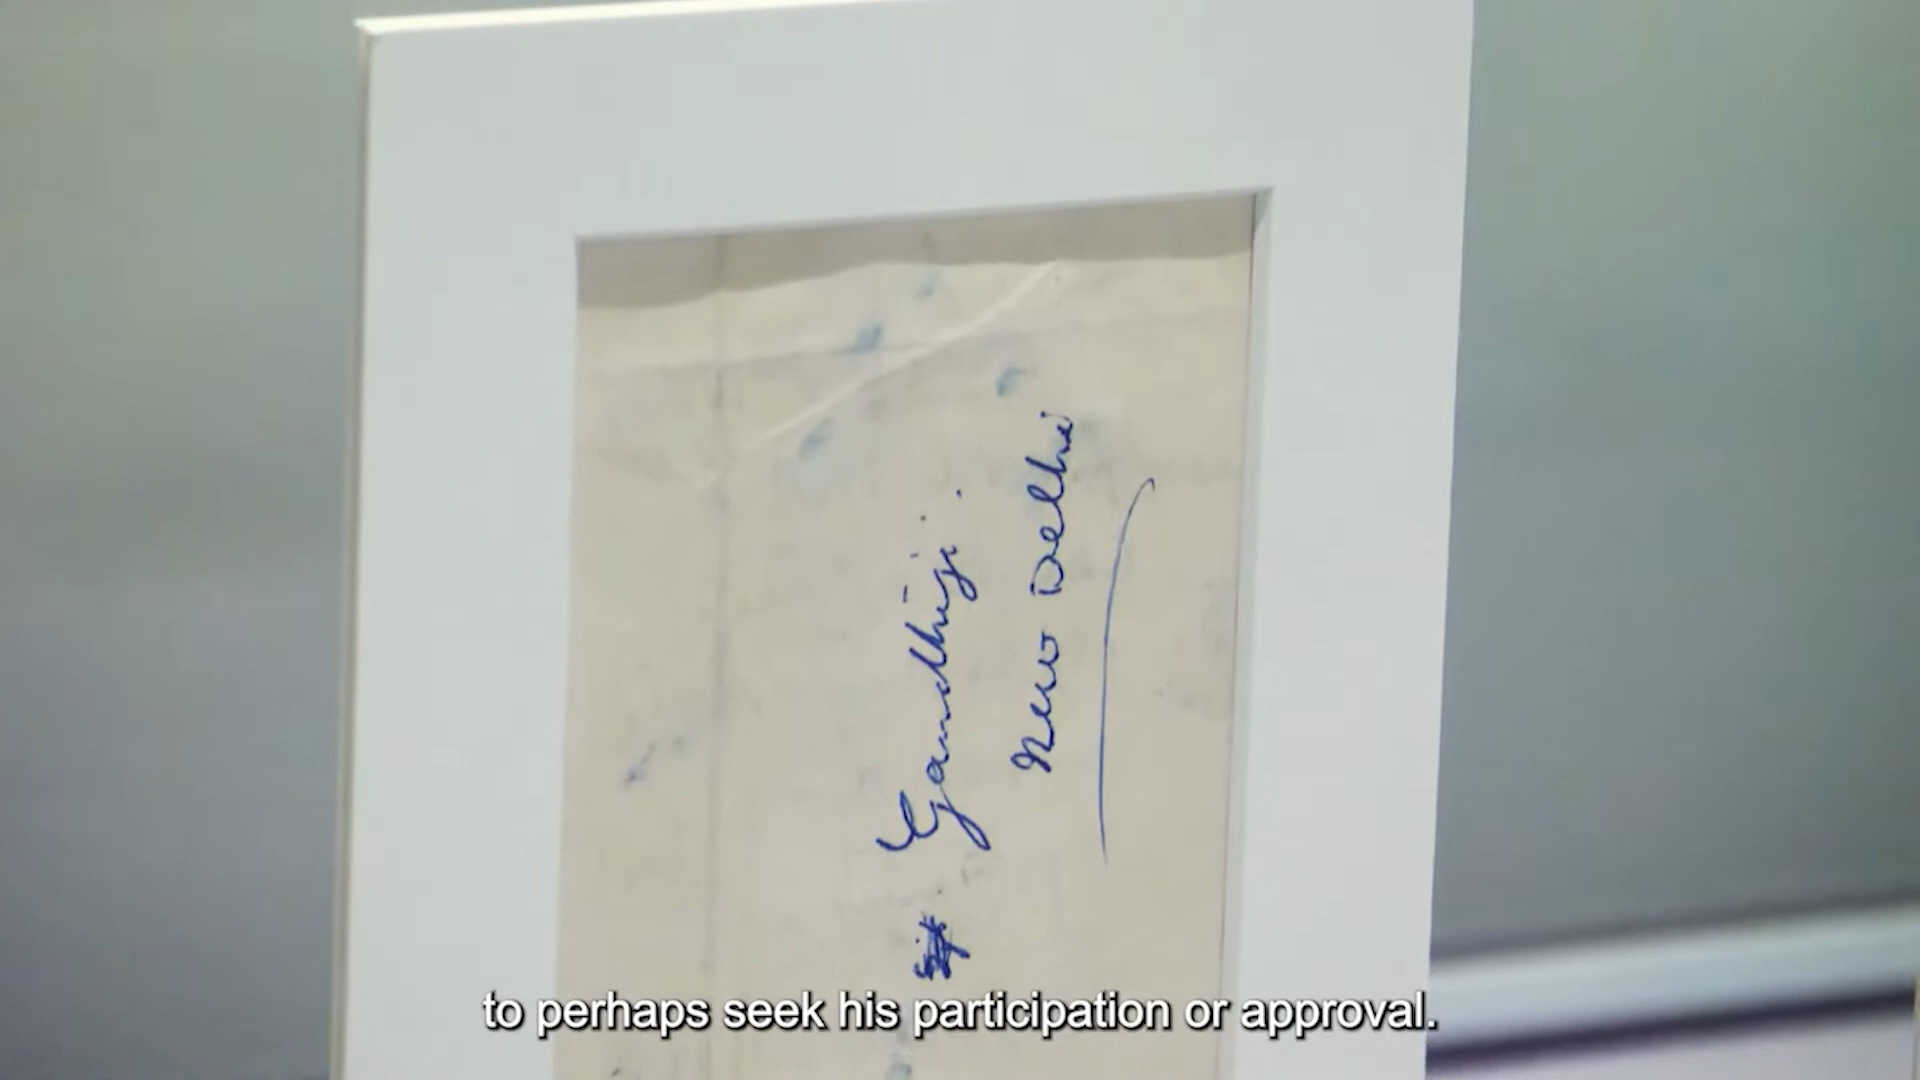 Gandhiji.
New Delhi
to perhaps seek his participation or approval.